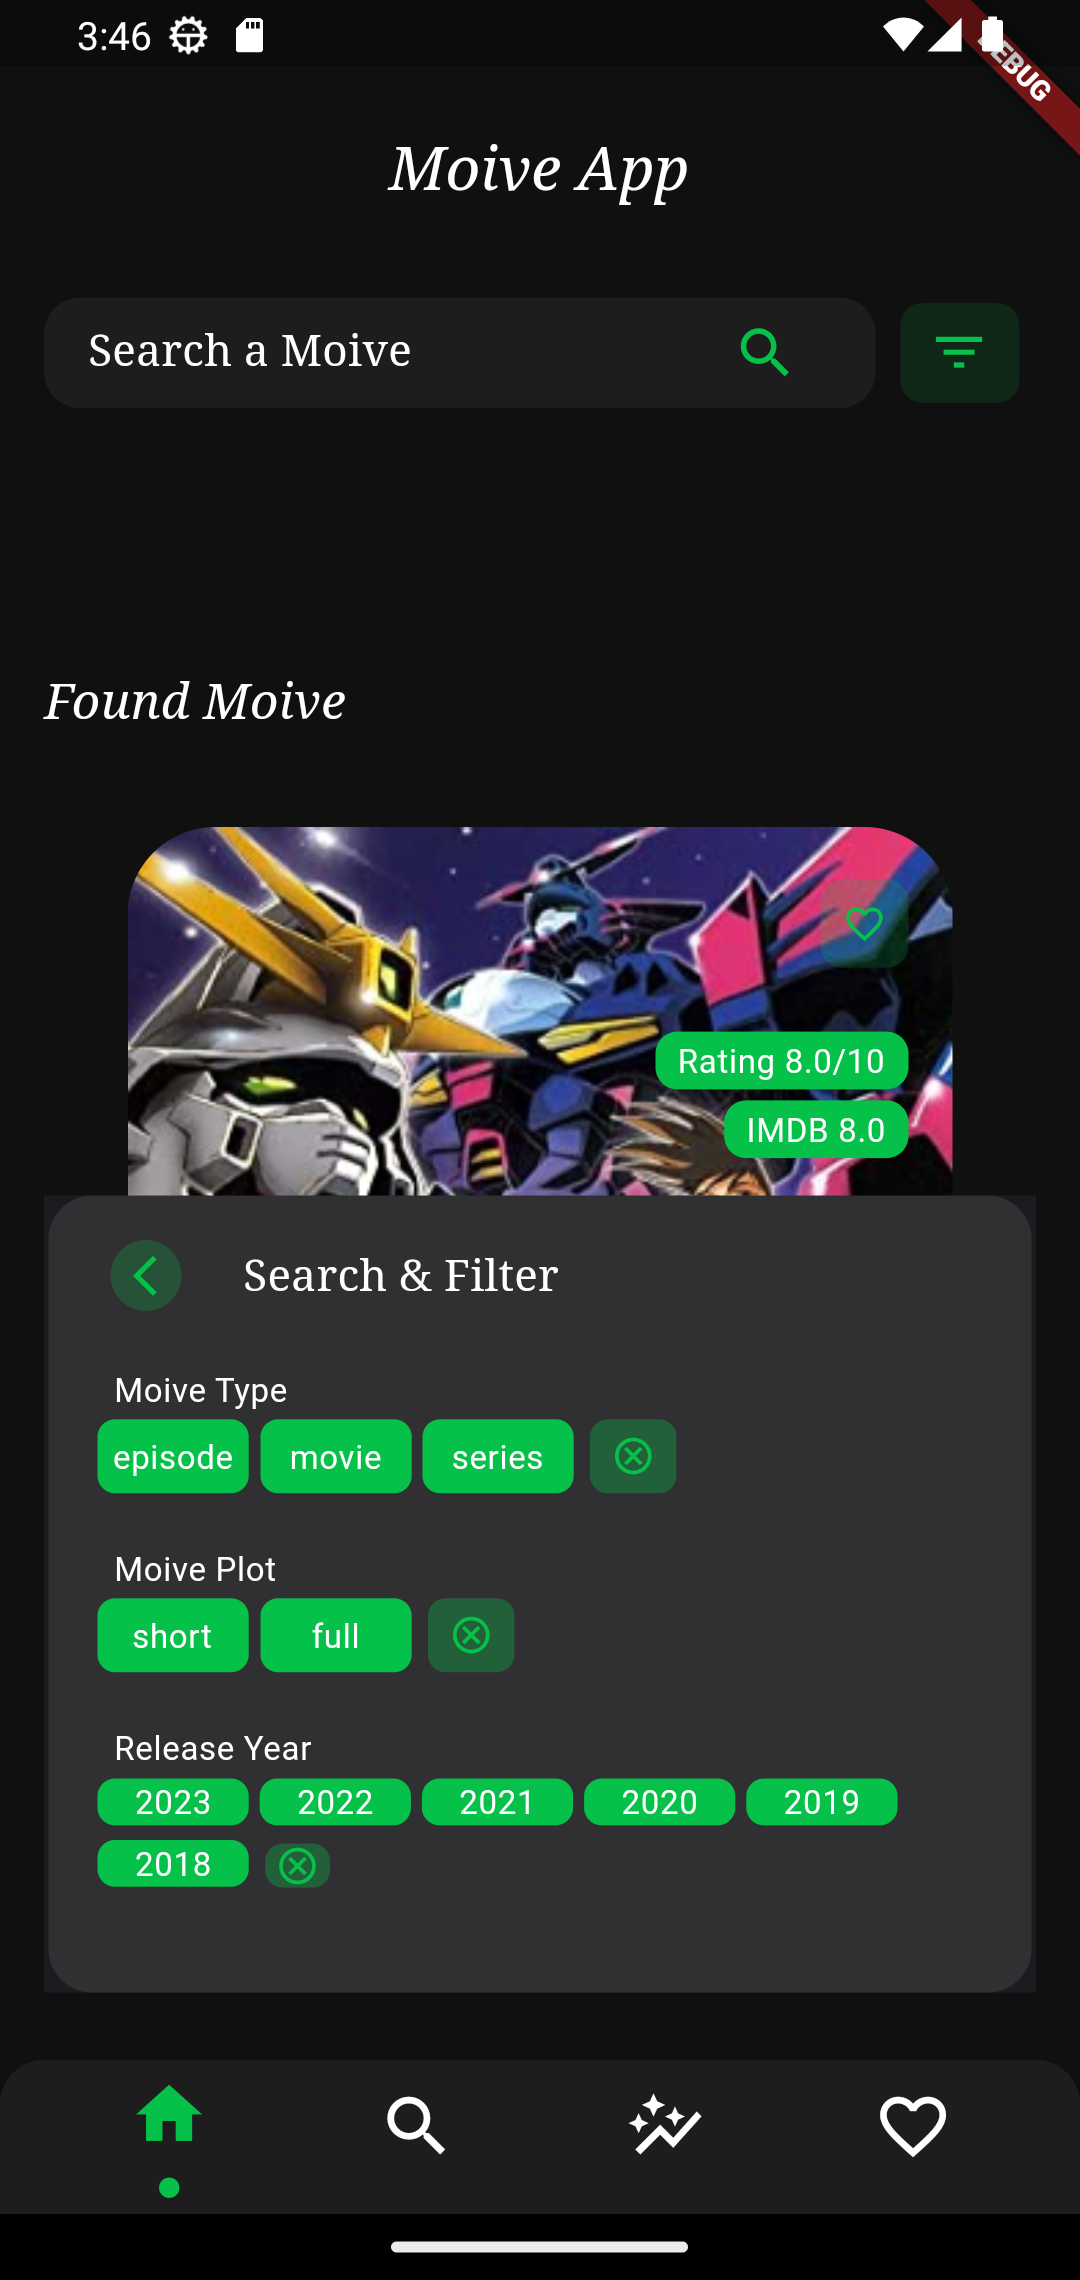 3:46
DEBUG
Moive App
Search a Moive
Found Moive
Rating 8.0/10
IMDB 8.0
Search & Filter
Moive Type
episode movie series
Moive Plot
short full
Release Year
2023 2022 2021 2020 2019
2018